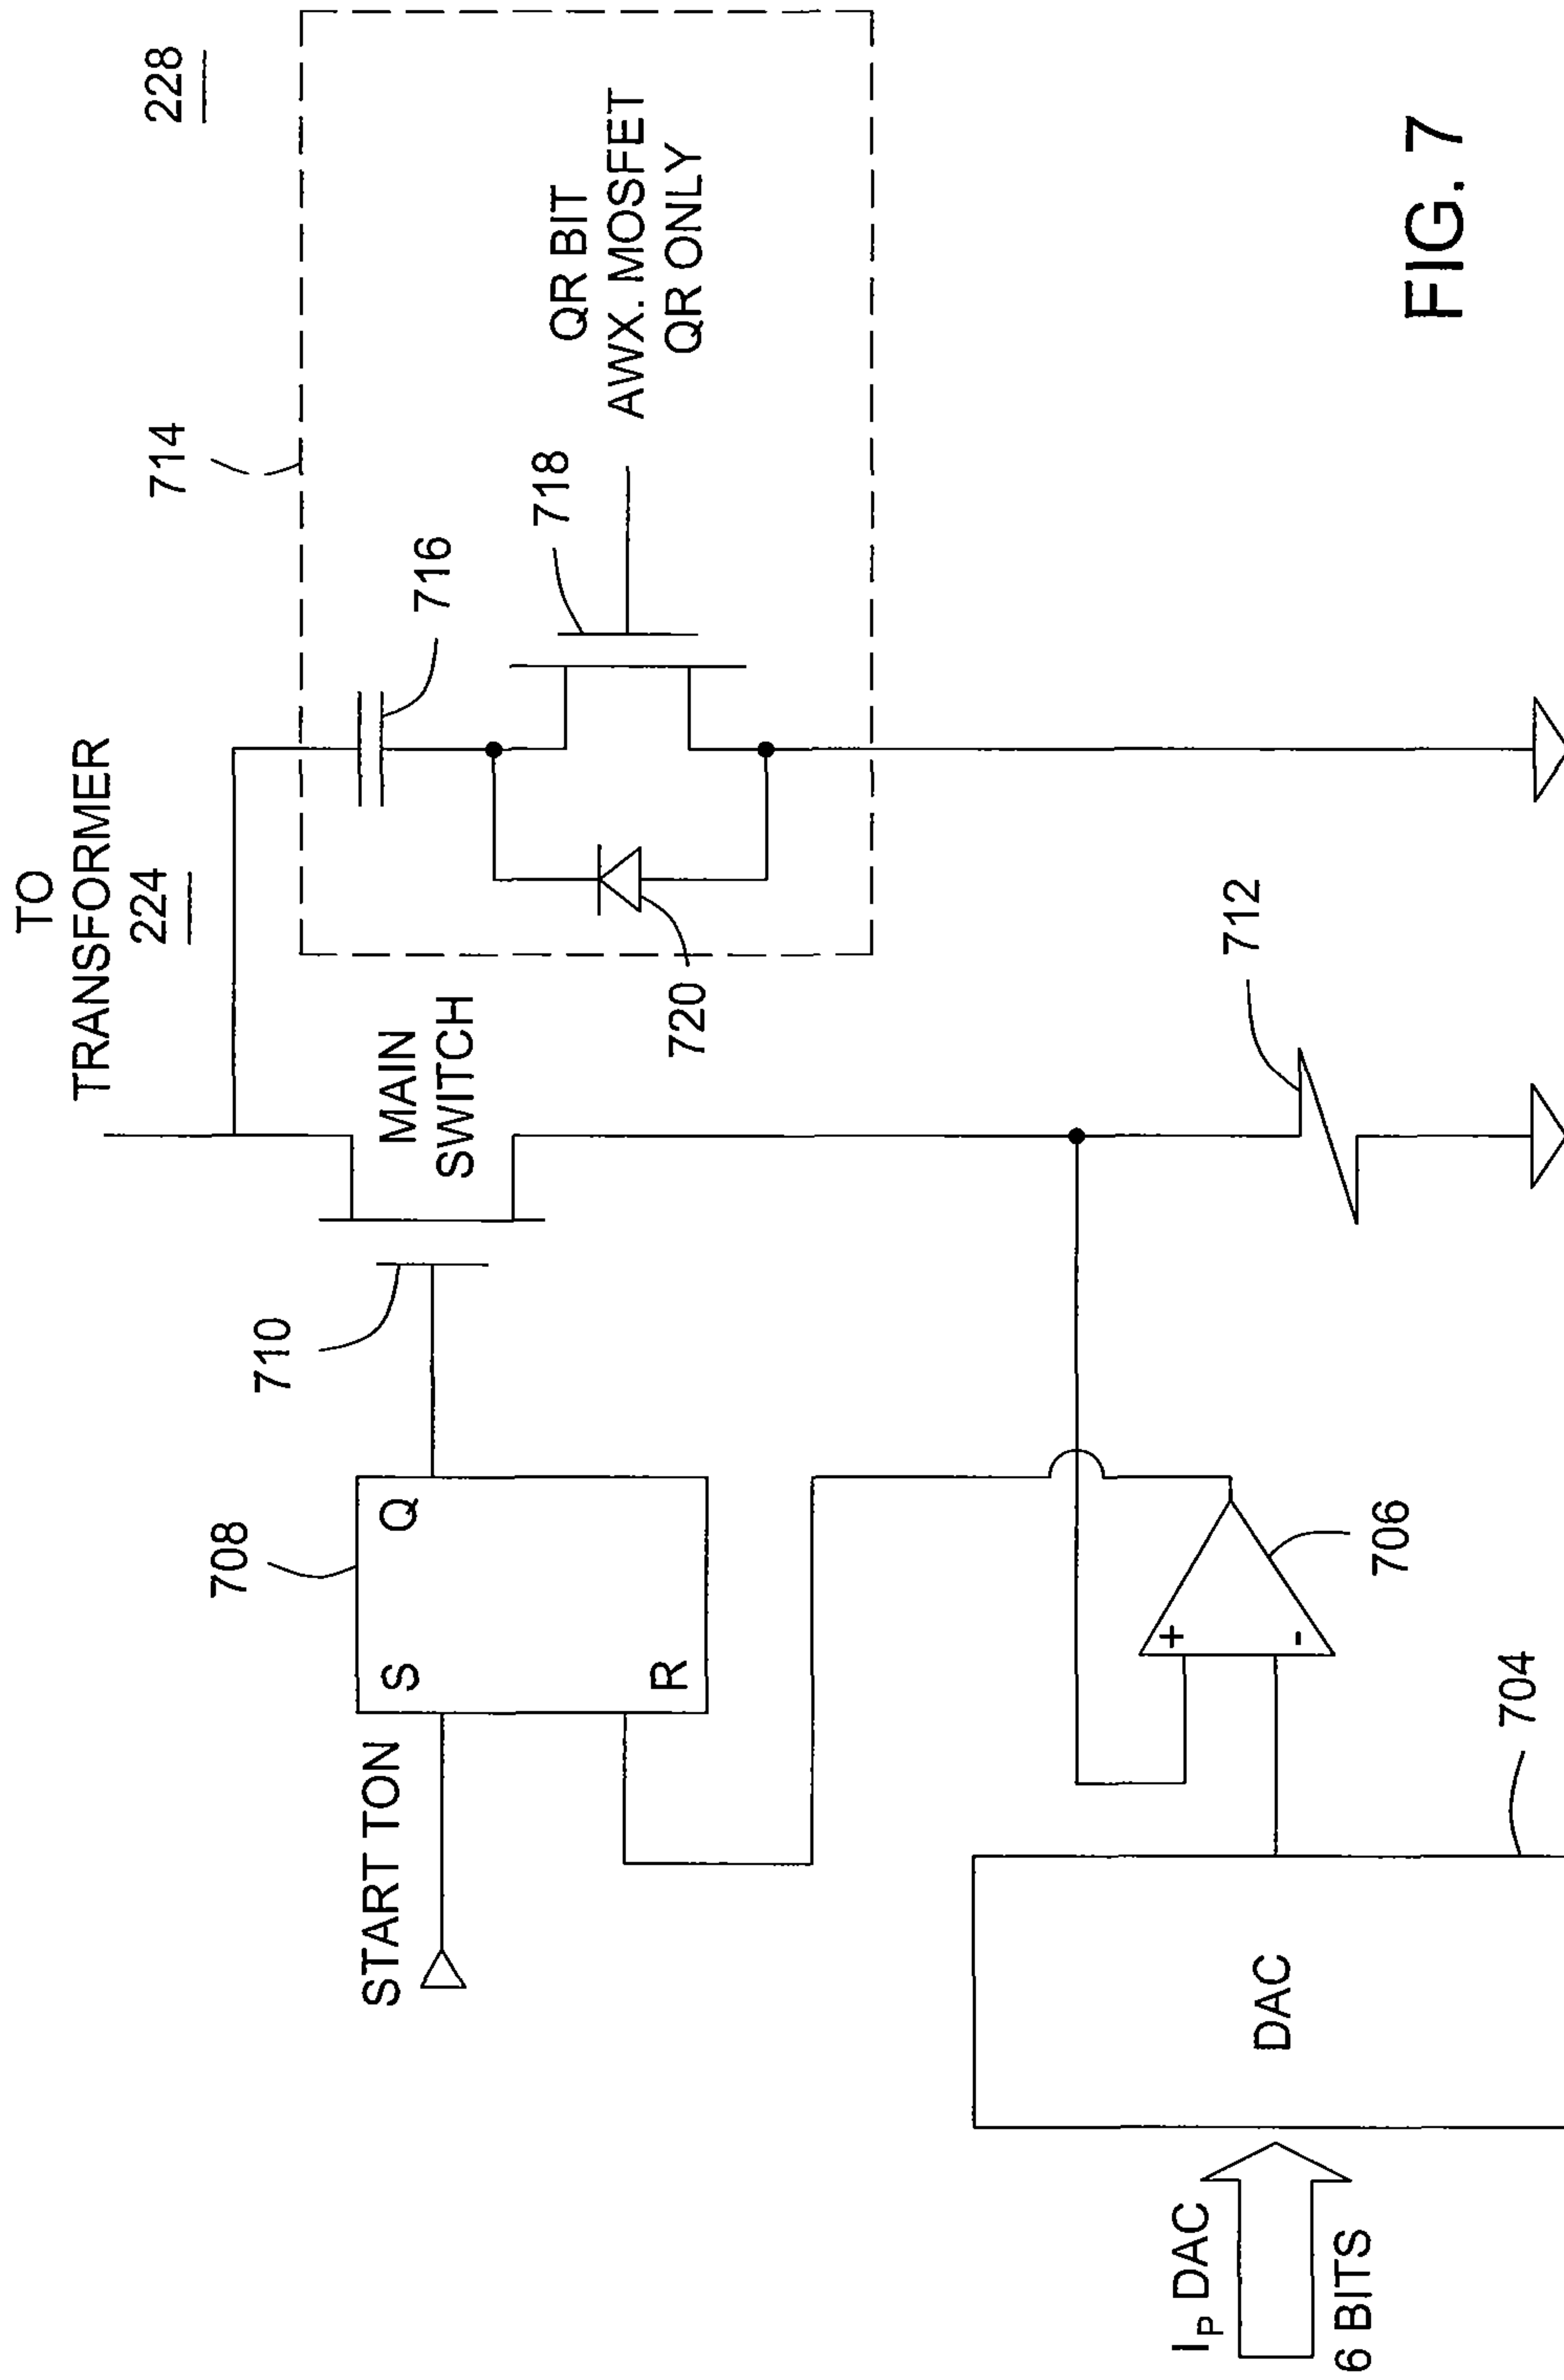 TO
TRANSFORMER
224
228
714
716
718
QR BIT
AWX. MOSFET
QR ONLY
720
MAIN
SWITCH
710
708
S
Q
R
START TON
712
+
-
706
704
DAC
I_P DAC
6 BITS
FIG. 7